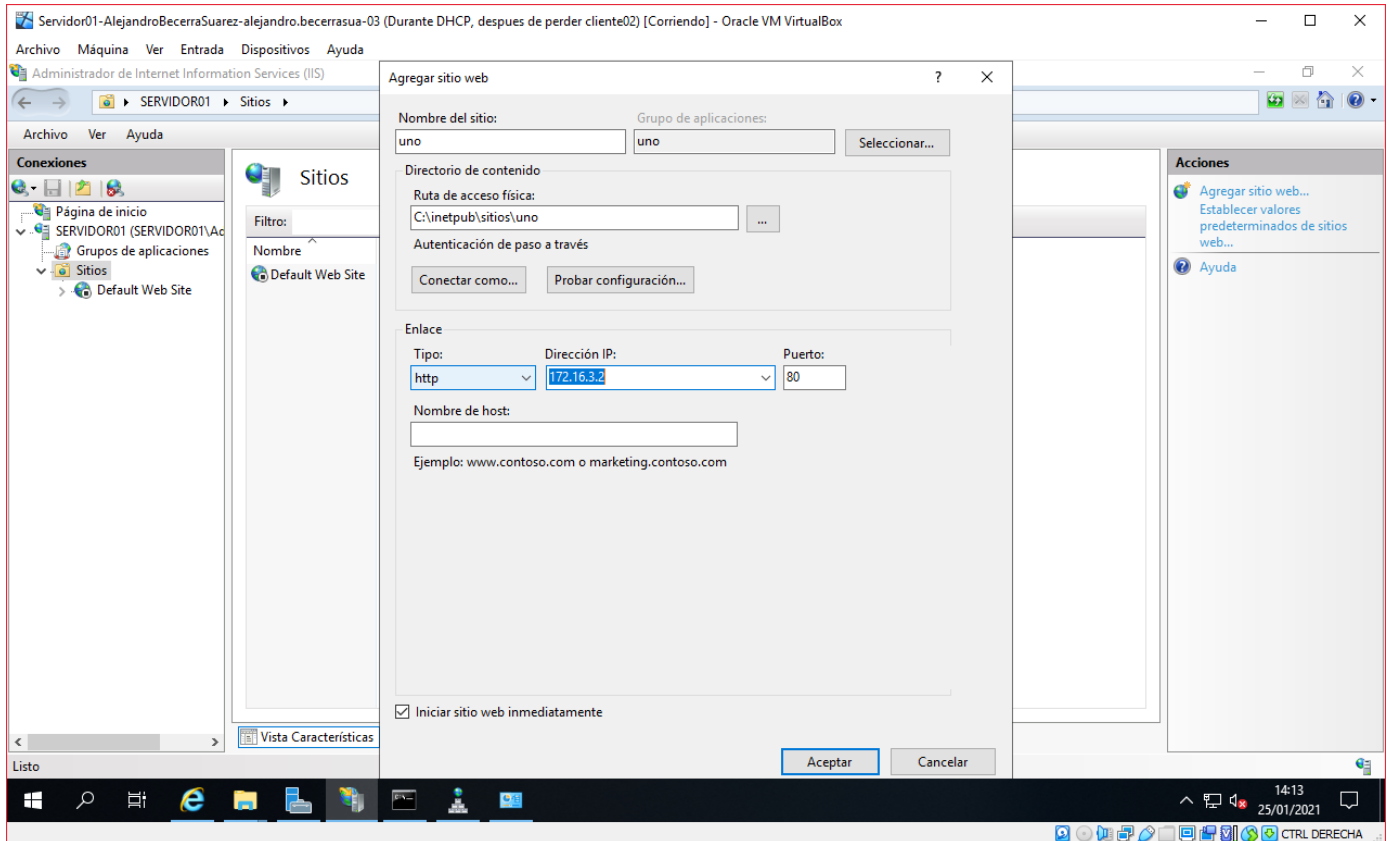 Servidor01-AlejandroBecerraSuarez-alejandro.becerrasua-03 (Durante DHCP, despues de perder cliente02) [Corriendo] - Oracle VM VirtualBox
Archivo Máquina Ver Entrada Dispositivos Ayuda
Administrador de Internet Information Services (IIS)
SERVIDOR01 Sitios
Archivo Ver Ayuda
Conexiones
Página de inicio
SERVIDOR01 (SERVIDOR01\Ac
Grupos de aplicaciones
Sitios
Default Web Site
Sitios
Filtro:
Nombre
Default Web Site
Vista Características
Agregar sitio web
?
Nombre del sitio:
Grupo de aplicaciones:
uno
uno
Seleccionar...
Directorio de contenido
Ruta de acceso física:
C:\inetpub\sitios\uno
...
Autenticación de paso a través
Conectar como...
Probar configuración...
Enlace
Tipo:
Dirección IP:
Puerto:
http
172.16.3.2
80
Nombre de host:
Ejemplo: www.contoso.com o marketing.contoso.com
Iniciar sitio web inmediatamente
Aceptar
Cancelar
Acciones
Agregar sitio web...
Establecer valores
predeterminados de sitios
web...
Ayuda
Listo
14:13
25/01/2021
CTRL DERECHA